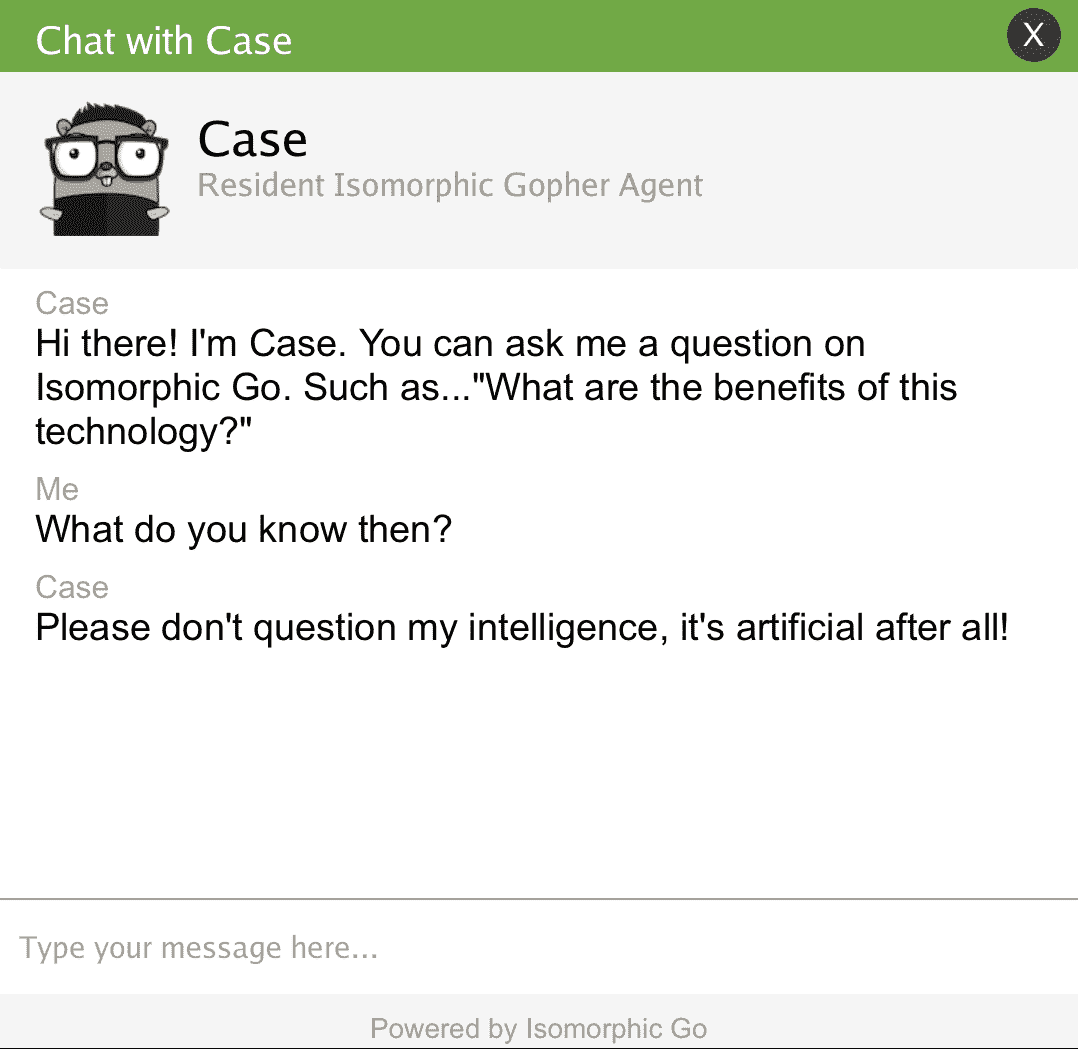 Chat with Case
X
Case
Resident Isomorphic Gopher Agent
Case
Hi there! I'm Case. You can ask me a question on
Isomorphic Go. Such as..."What are the benefits of this
technology?"
Me
What do you know then?
Case
Please don't question my intelligence, it's artificial after all!
Type your message here...
Powered by Isomorphic Go